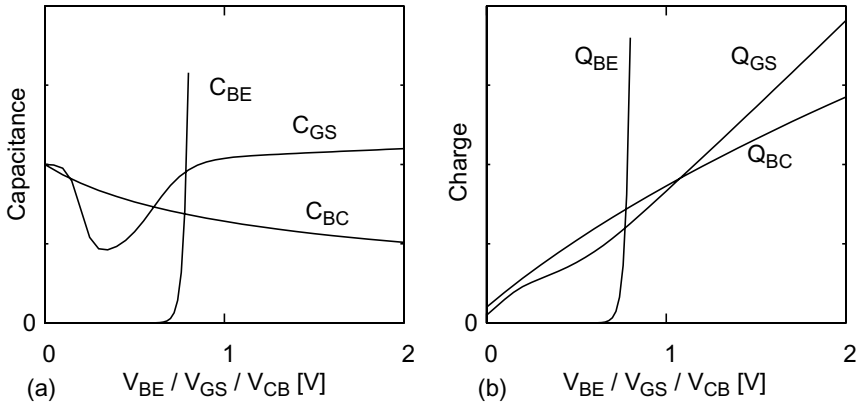 Capacitance
C_BE
C_GS
C_BC
0
0
1
2
(a)
V_BE / V_GS / V_CB [V]
Charge
Q_BE
Q_GS
Q_BC
0
0
1
2
(b)
V_BE / V_GS / V_CB [V]